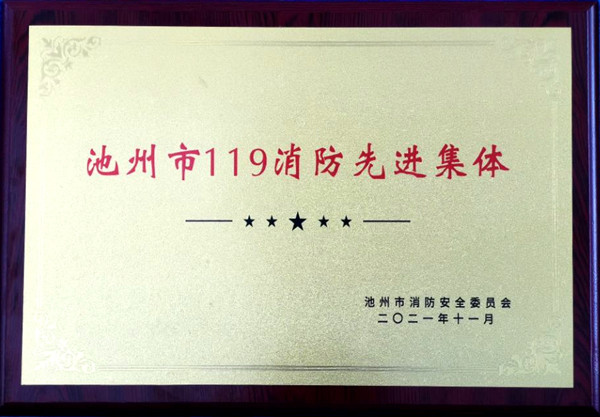 池州市119消防先进集体
池州市消防安全委员会
二〇二一年十一月